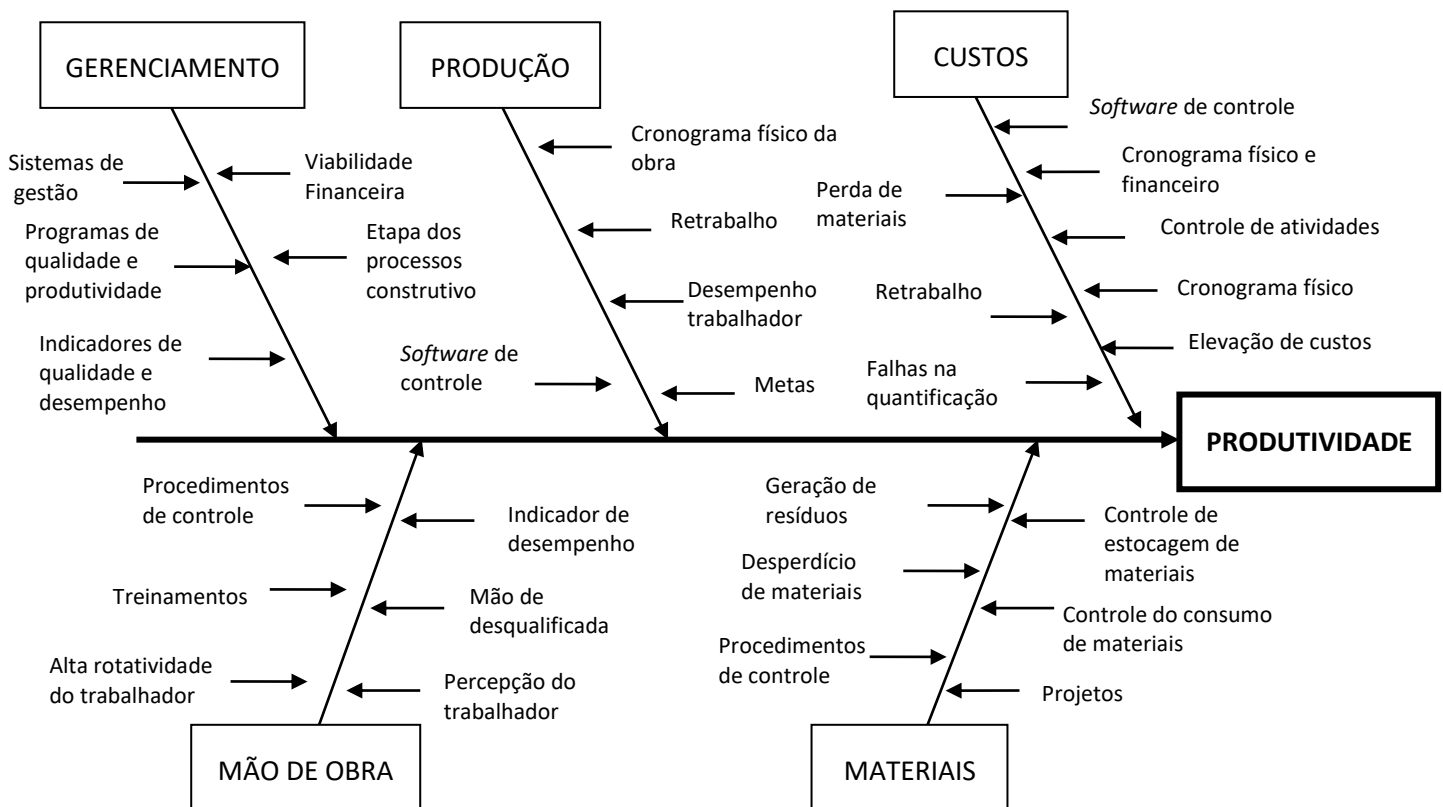 GERENCIAMENTO
PRODUÇÃO
CUSTOS
Sistemas de
gestão
Viabilidade
Financeira
Programas de
qualidade e
produtividade
Etapa dos
processos
construtivo
Indicadores de
qualidade e
desempenho
Cronograma físico da
obra
Retrabalho
Desempenho
trabalhador
Software de
controle
Metas
Software de controle
Cronograma físico e
financeiro
Perda de
materiais
Controle de atividades
Retrabalho
Cronograma físico
Elevação de custos
Falhas na
quantificação
PRODUTIVIDADE
Procedimentos
de controle
Indicador de
desempenho
Treinamentos
Mão de
desqualificada
Alta rotatividade
do trabalhador
Percepção do
trabalhador
Geração de
resíduos
Controle de
estocagem de
materiais
Desperdício
de materiais
Controle do consumo
de materiais
Procedimentos
de controle
Projetos
MÃO DE OBRA
MATERIAIS